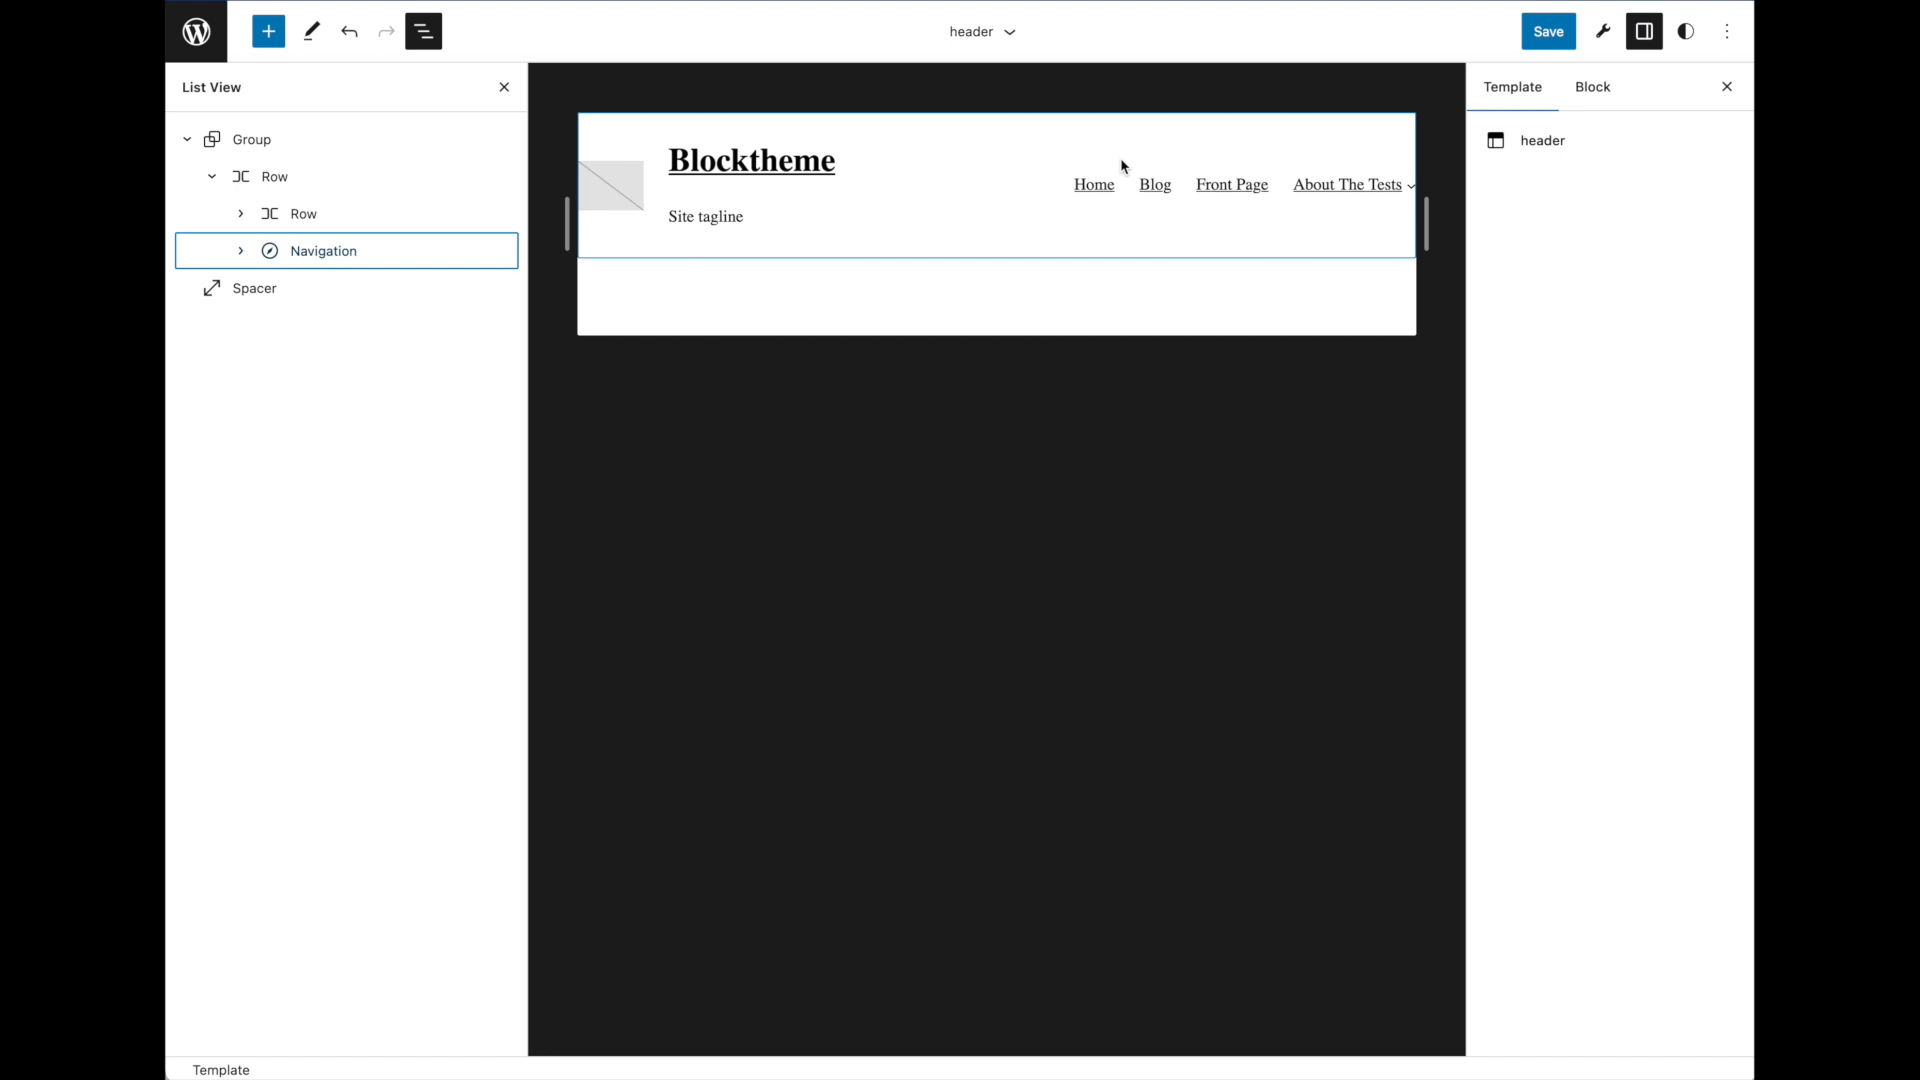 header
Save
List View
Template Block
Group
header
Row
Row
Navigation
Spacer
Blocktheme
Site tagline
Home Blog Front Page About The Tests
Template